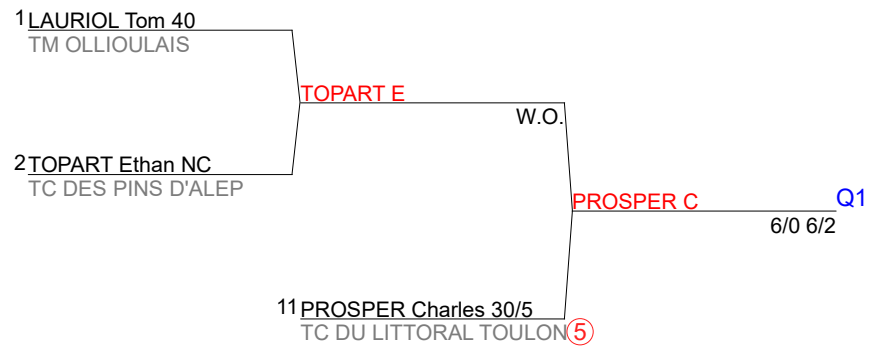 1 LAURIOL Tom 40
TM OLLIOULAIS
TOPART E
W.O.
2 TOPART Ethan NC
TC DES PINS D'ALEP
PROSPER C
Q1
6/0 6/2
11 PROSPER Charles 30/5
TC DU LITTORAL TOULON 5